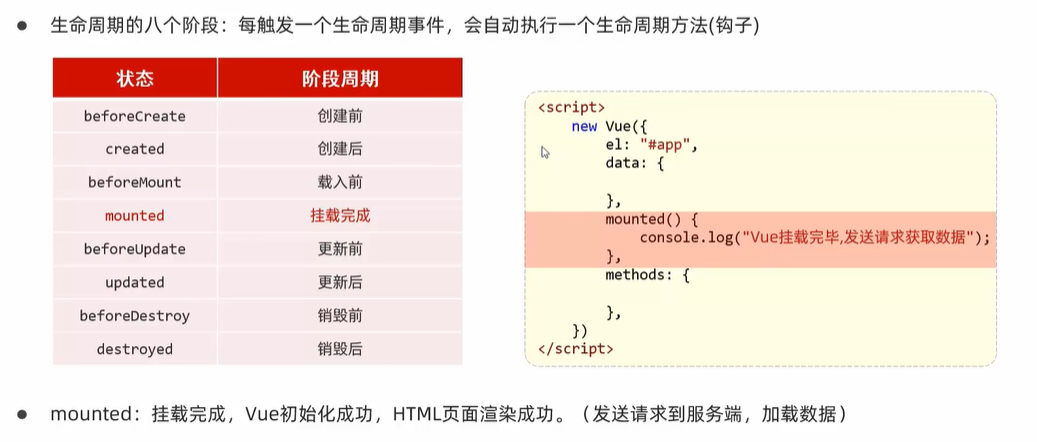 ● 生命周期的八个阶段：每触发一个生命周期事件，会自动执行一个生命周期方法(钩子)
状态 阶段周期
beforeCreate 创建前
created 创建后
beforeMount 载入前
mounted 挂载完成
beforeUpdate 更新前
updated 更新后
beforeDestroy 销毁前
destroyed 销毁后
<script>
new Vue({
el: "#app",
data: {
},
mounted() {
console.log("Vue挂载完毕,发送请求获取数据");
},
methods: {
},
})
</script>
● mounted：挂载完成，Vue初始化成功，HTML页面渲染成功。（发送请求到服务端，加载数据）